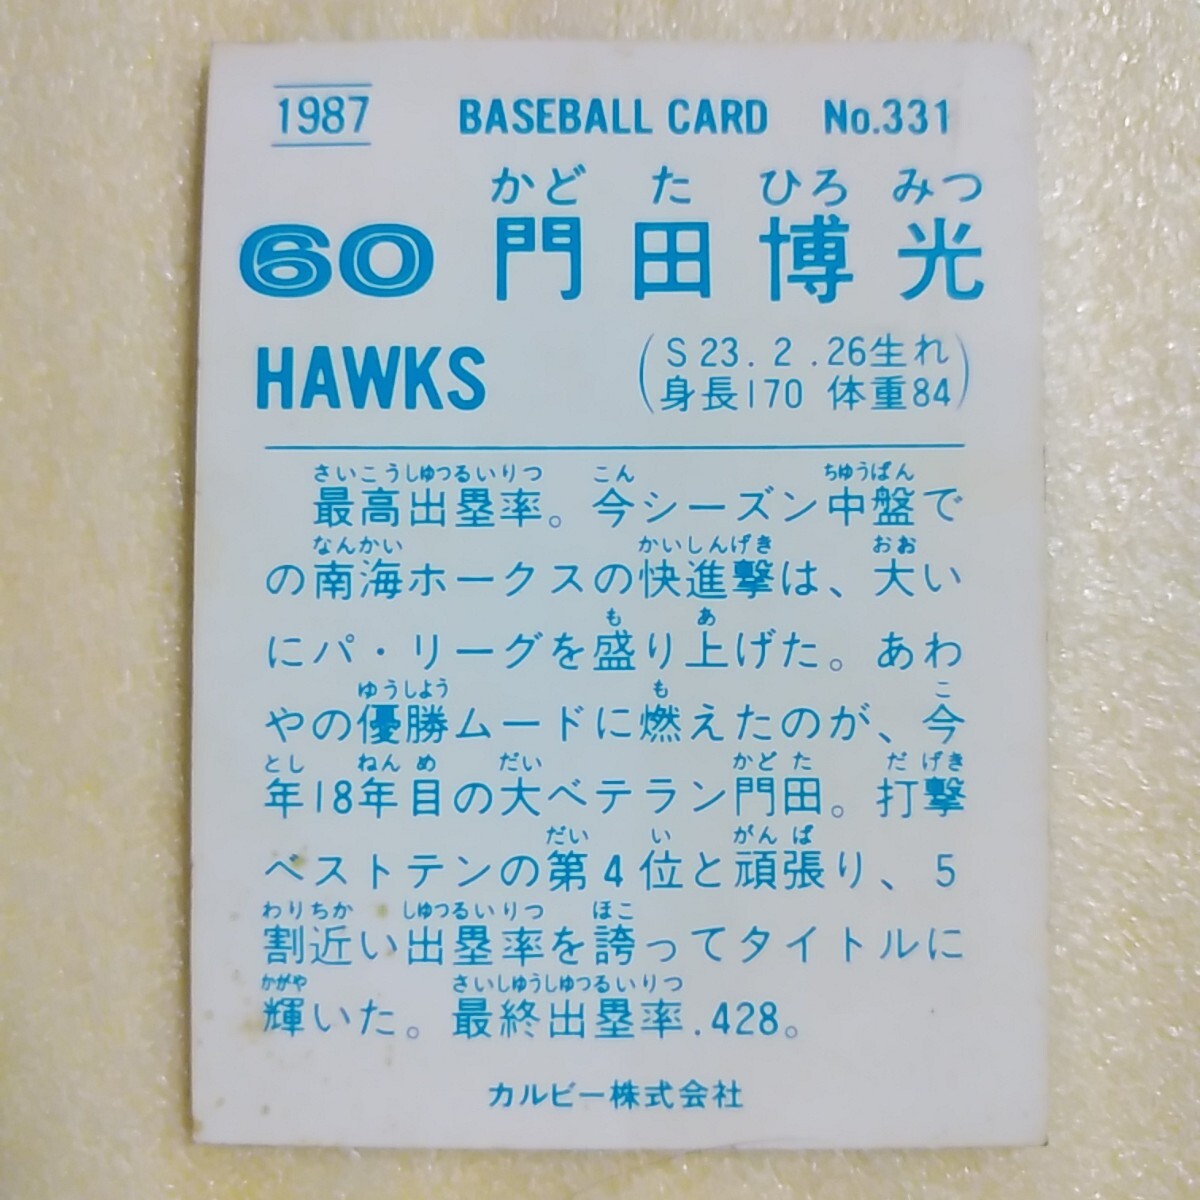 1987 BASEBALL CARD No.331
かど た ひろ みつ
60 門田博光
HAWKS
(S23.2.26生れ
身長170 体重84)
さいこうしゅつるいりつ こん ちゅうばん
最高出塁率。今シーズン中盤で
なんかい かいしんげき おお
の南海ホークスの快進撃は、大い
も あ
にパ・リーグを盛り上げた。あわ
ゆうしよう も こ
やの優勝ムードに燃えたのが、今
とし ねん め だい かど た だ げき
年18年目の大ベテラン門田。打撃
だい い がん ば
ベストテンの第4位と頑張り、5
わりちか しゆつるいりつ ほこ
割近い出塁率を誇ってタイトルに
かがや さいしゆうしゆつるいりつ
輝いた。最終出塁率.428。
カルビー株式会社